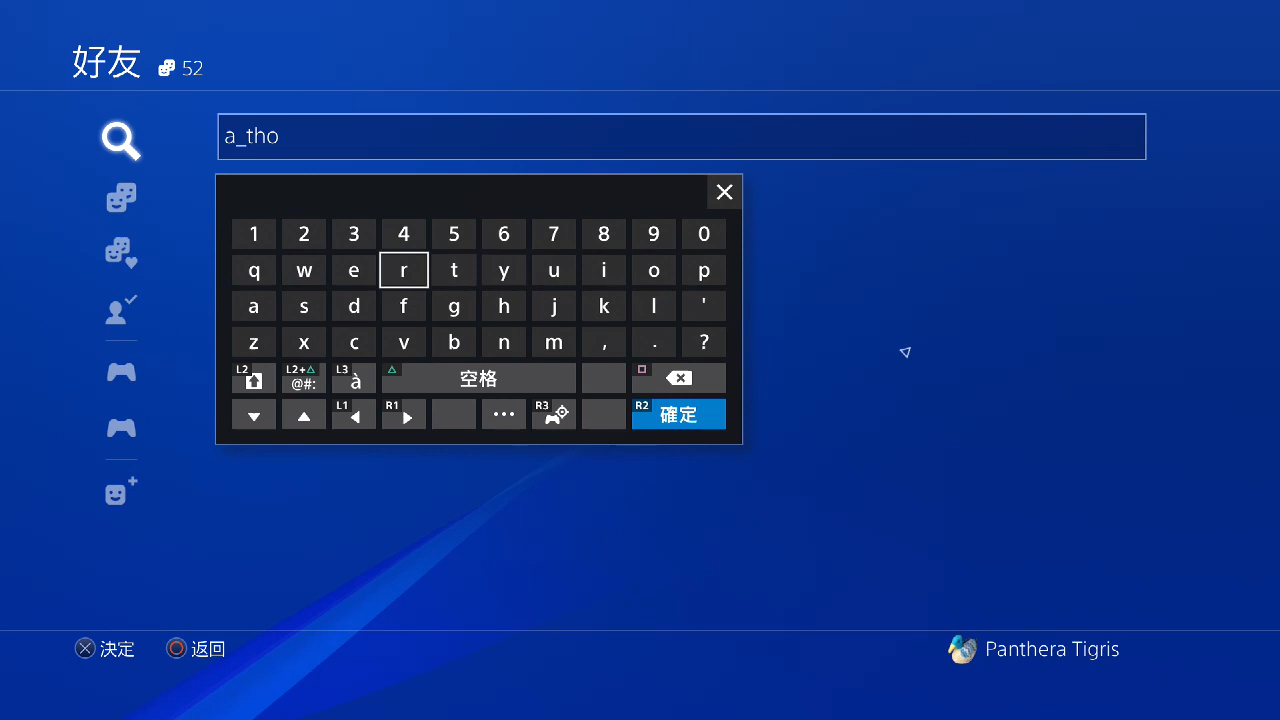 好友 52
a_tho
1 2 3 4 5 6 7 8 9 0
q w e r t y u i o p
a s d f g h j k l '
z x c v b n m , . ?
L2 L2+△ @#: L3 à △ 空格
L1 R1 ... R3 R2 確定
決定 返回 Panthera Tigris